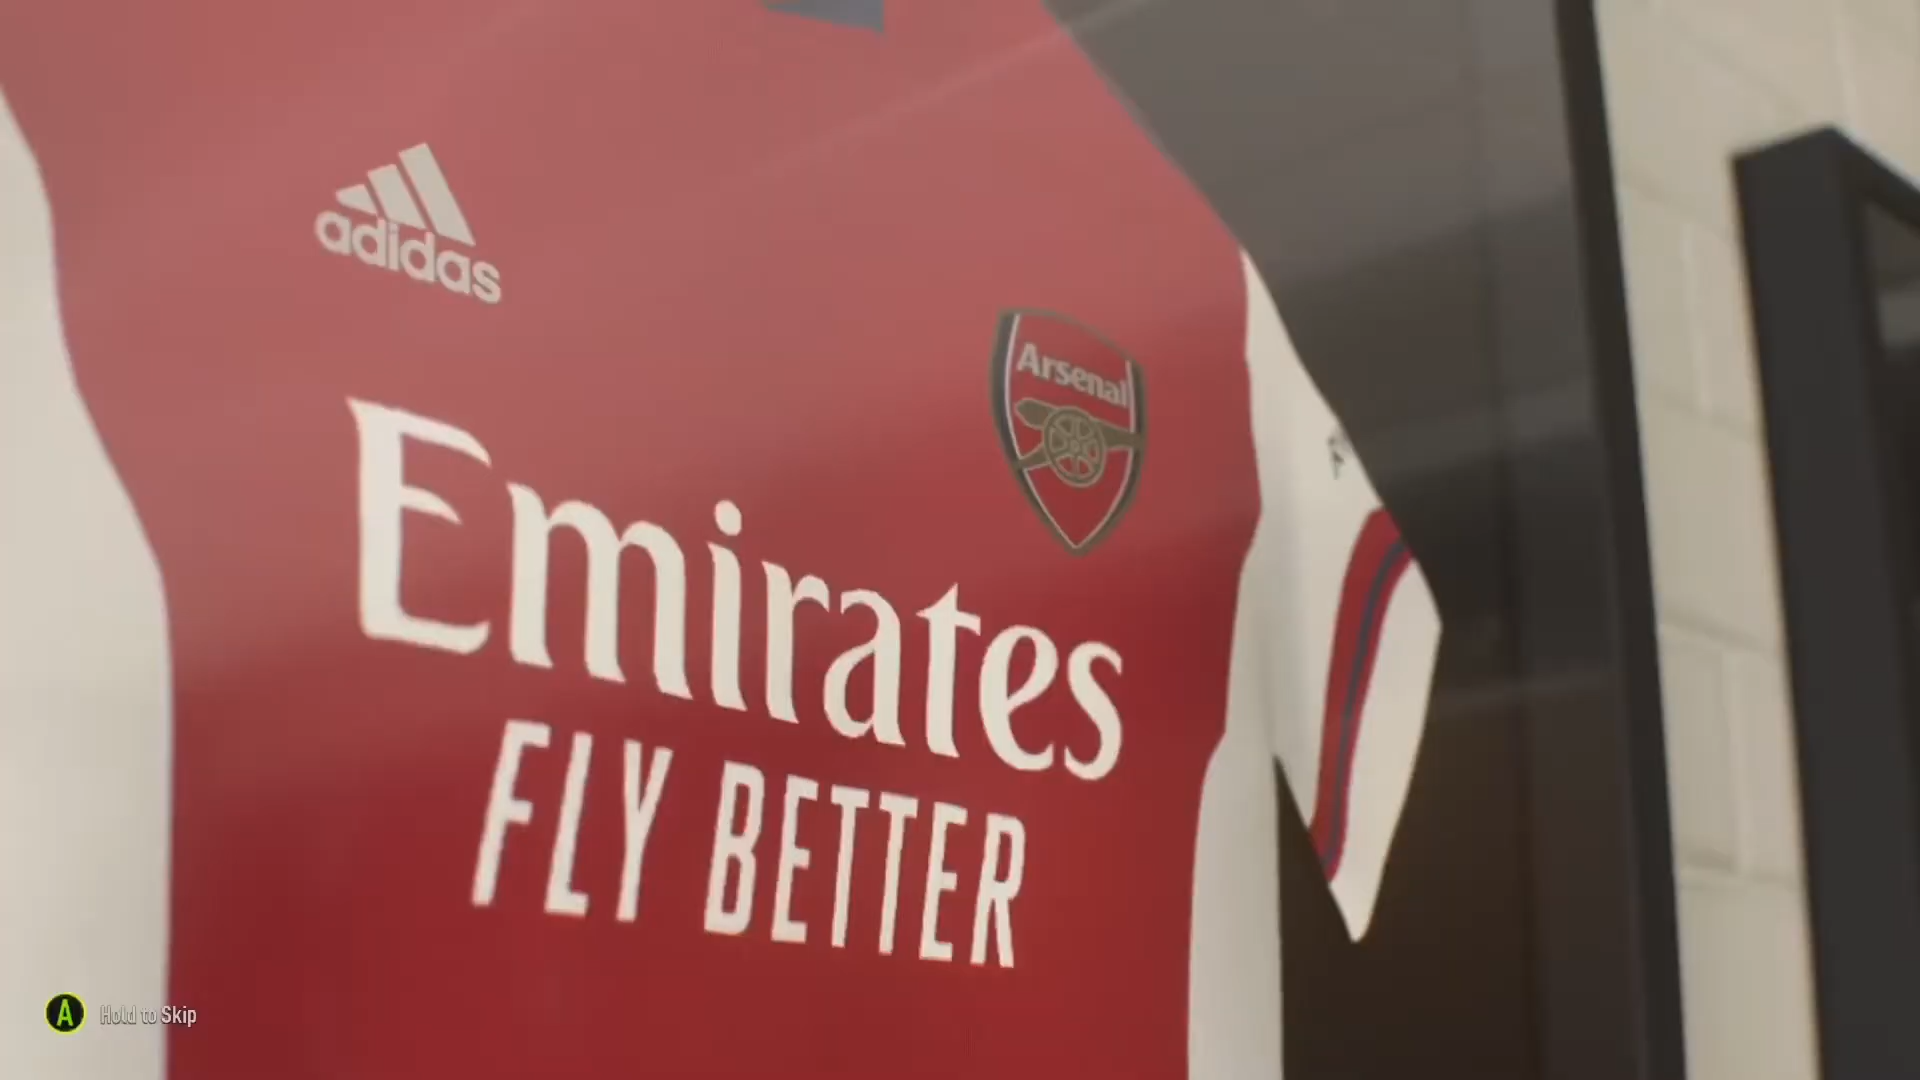 adidas
Arsenal
Emirates
FLY BETTER
A Hold to Skip